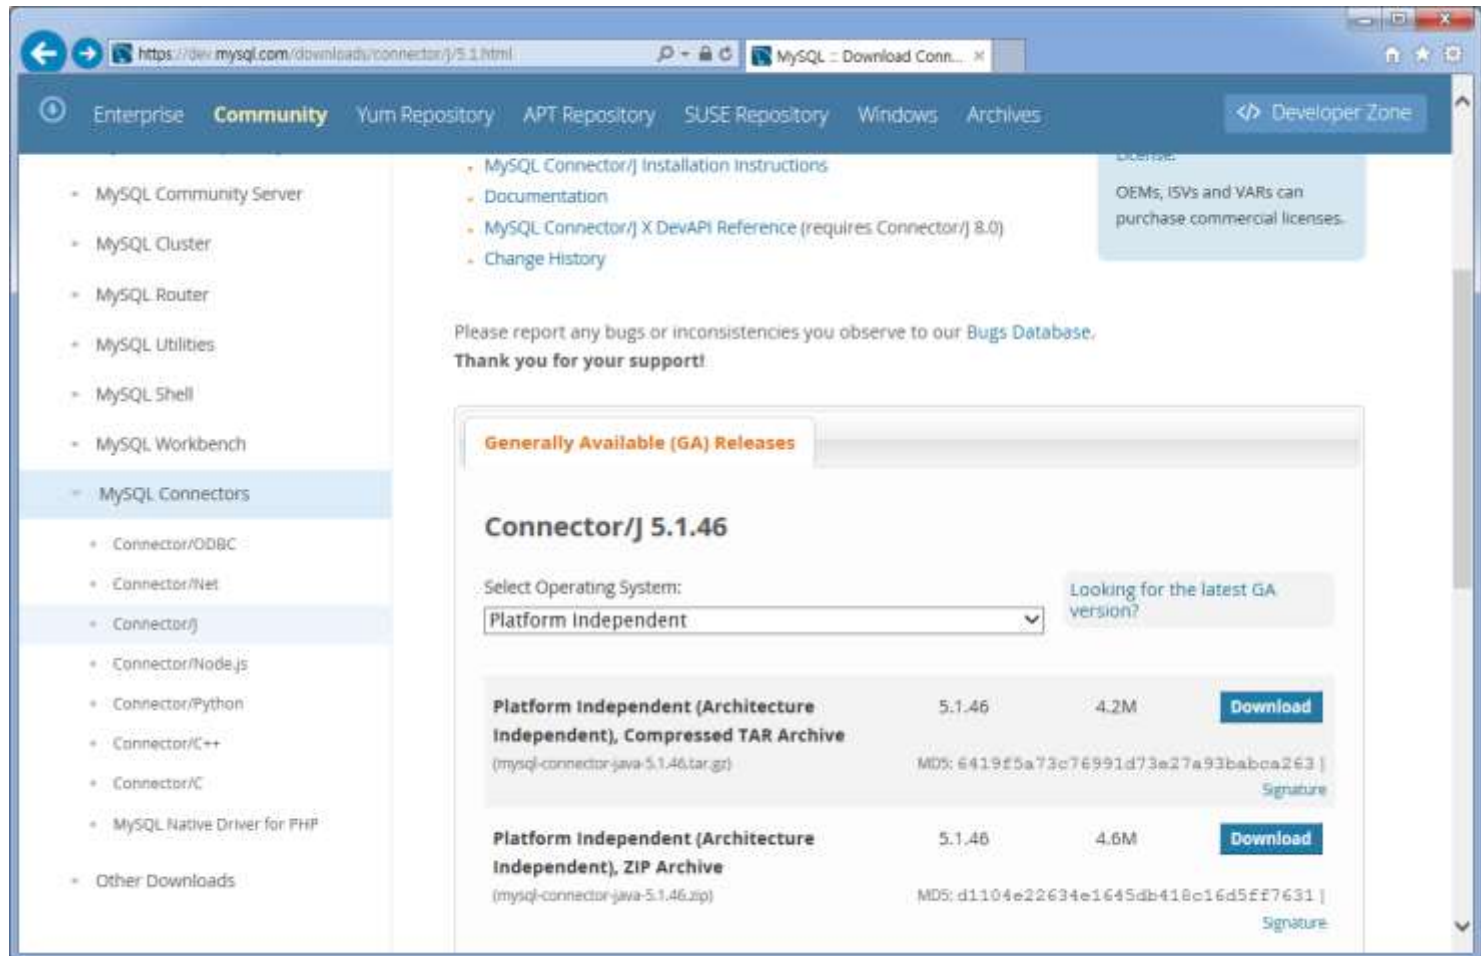 https://dev.mysql.com/downloads/connector/j/5.1.html
MySQL :: Download Conn...
Enterprise Community Yum Repository APT Repository SUSE Repository Windows Archives </> Developer Zone
MySQL Community Server
MySQL Cluster
MySQL Router
MySQL Utilities
MySQL Shell
MySQL Workbench
MySQL Connectors
Connector/ODBC
Connector/Net
Connector/J
Connector/Node.js
Connector/Python
Connector/C++
Connector/C
MySQL Native Driver for PHP
Other Downloads
MySQL Connector/J Installation Instructions
Documentation
MySQL Connector/J X DevAPI Reference (requires Connector/J 8.0)
Change History
License.
OEMs, ISVs and VARs can
purchase commercial licenses.
Please report any bugs or inconsistencies you observe to our Bugs Database.
Thank you for your support!
Generally Available (GA) Releases
Connector/J 5.1.46
Select Operating System:
Platform Independent
Looking for the latest GA
version?
Platform Independent (Architecture 5.1.46 4.2M Download
Independent), Compressed TAR Archive
(mysql-connector-java-5.1.46.tar.gz) MD5: 6419f5a73c76991d73e27a93babca263 |
Signature
Platform Independent (Architecture 5.1.46 4.6M Download
Independent), ZIP Archive
(mysql-connector-java-5.1.46.zip) MD5: d1104e22634e1645db418c16d5ff7631 |
Signature